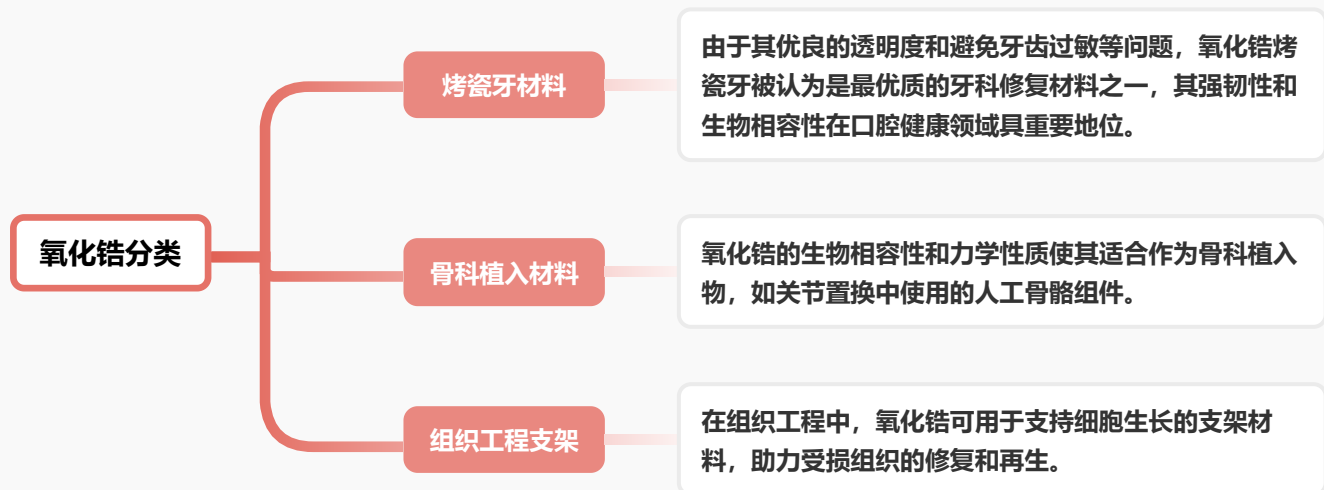 氧化锆分类
烤瓷牙材料
由于其优良的透明度和避免牙齿过敏等问题，氧化锆烤
瓷牙被认为是最优质的牙科修复材料之一，其强韧性和
生物相容性在口腔健康领域具重要地位。
骨科植入材料
氧化锆的生物相容性和力学性质使其适合作为骨科植入
物，如关节置换中使用的人工骨骼组件。
组织工程支架
在组织工程中，氧化锆可用于支持细胞生长的支架材
料，助力受损组织的修复和再生。